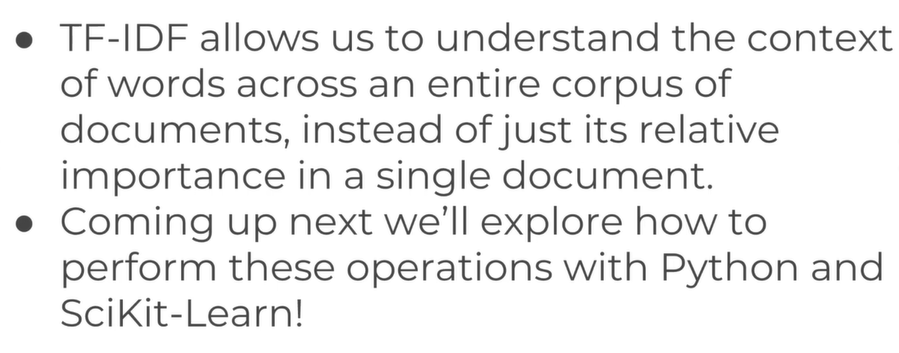 ● TF-IDF allows us to understand the context
of words across an entire corpus of
documents, instead of just its relative
importance in a single document.
● Coming up next we’ll explore how to
perform these operations with Python and
SciKit-Learn!